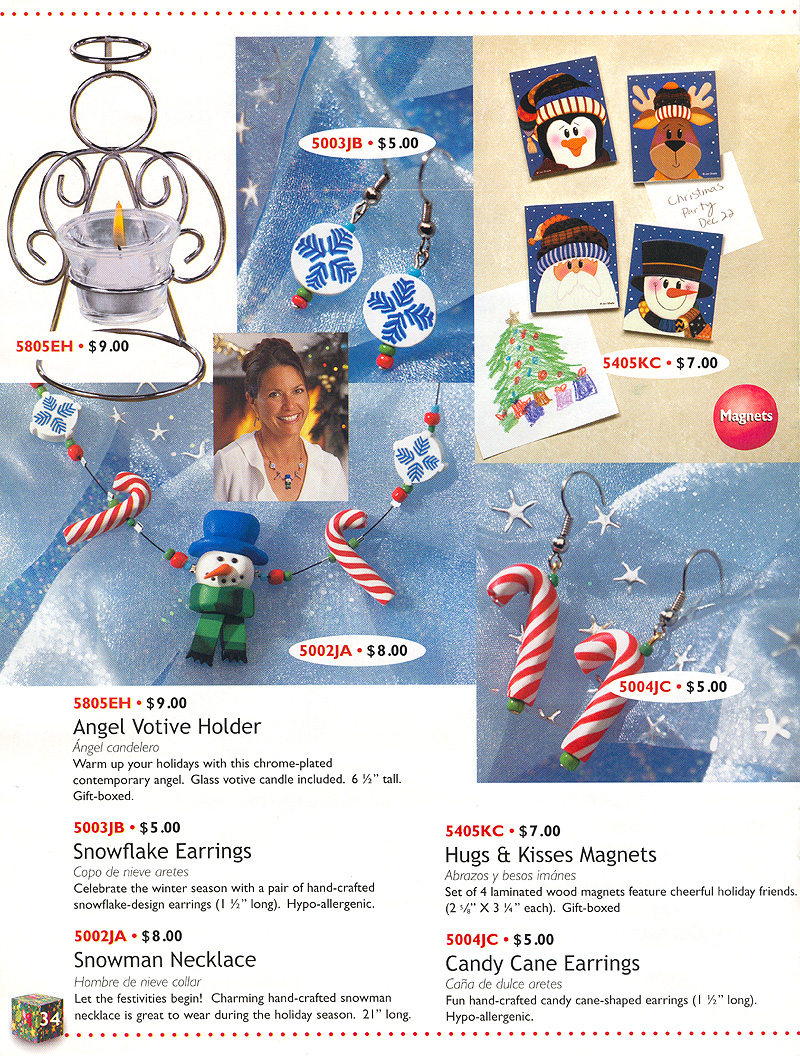 5003JB • $5.00
Christmas
Party
Dec 22
5805EH • $9.00
5405KC • $7.00
Magnets
5002JA • $8.00
5004JC • $5.00
5805EH • $9.00
Angel Votive Holder
Ángel candelero
Warm up your holidays with this chrome-plated
contemporary angel. Glass votive candle included. 6 ½" tall.
Gift-boxed.
5003JB • $5.00
Snowflake Earrings
Copo de nieve aretes
Celebrate the winter season with a pair of hand-crafted
snowflake-design earrings (1 ½" long). Hypo-allergenic.
5002JA • $8.00
Snowman Necklace
Hombre de nieve collar
Let the festivities begin! Charming hand-crafted snowman
necklace is great to wear during the holiday season. 21" long.
5405KC • $7.00
Hugs & Kisses Magnets
Abrazos y besos imánes
Set of 4 laminated wood magnets feature cheerful holiday friends.
(2 ⅝" X 3 ¼" each). Gift-boxed
5004JC • $5.00
Candy Cane Earrings
Caña de dulce aretes
Fun hand-crafted candy cane-shaped earrings (1 ½" long).
Hypo-allergenic.
34